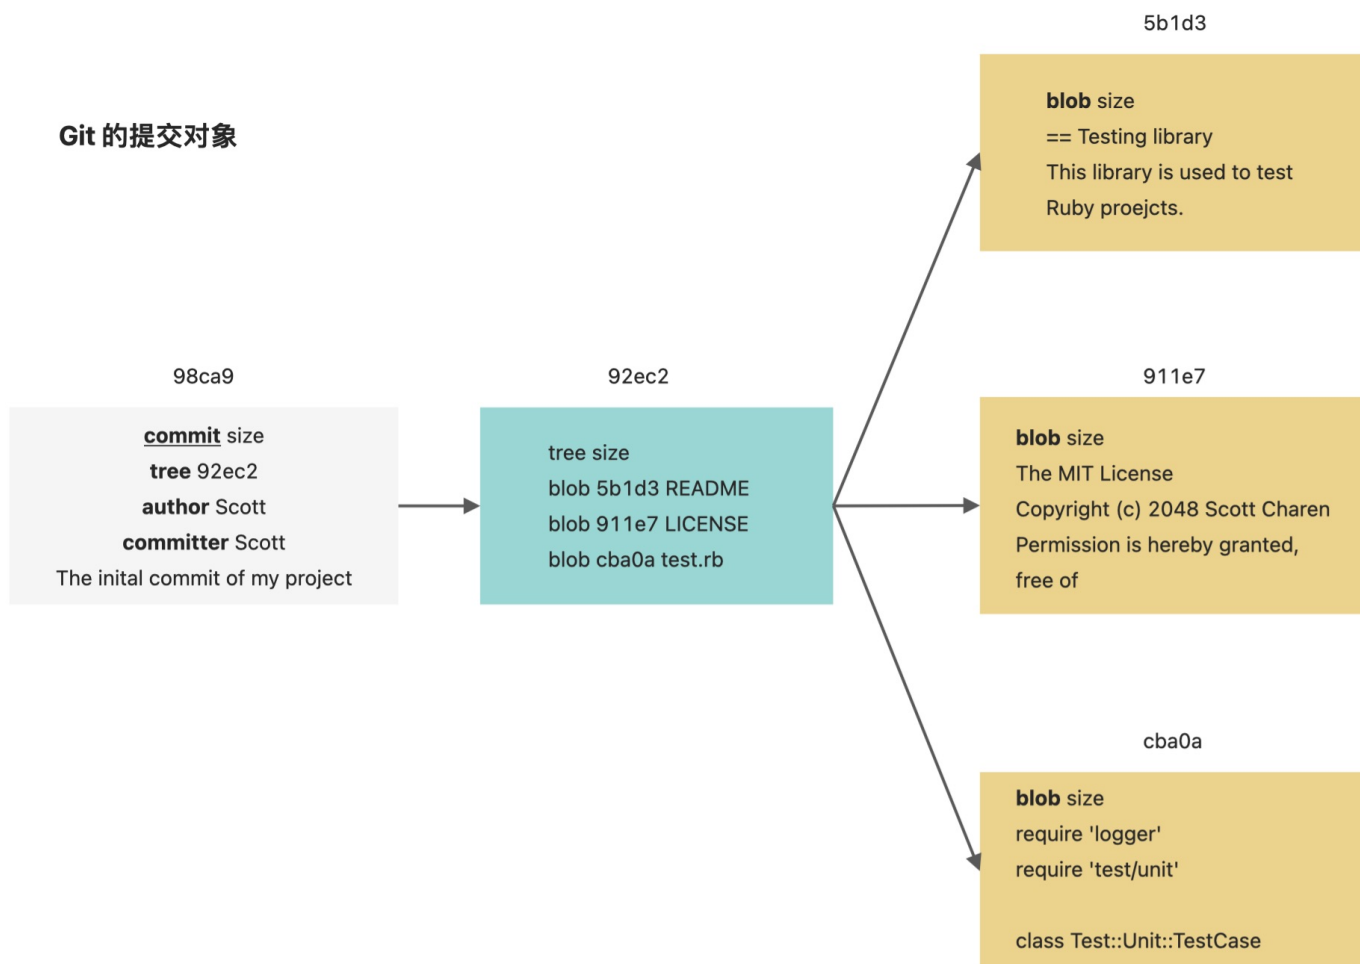 Git 的提交对象
98ca9
commit size
tree 92ec2
author Scott
committer Scott
The inital commit of my project
92ec2
tree size
blob 5b1d3 README
blob 911e7 LICENSE
blob cba0a test.rb
5b1d3
blob size
== Testing library
This library is used to test
Ruby proejcts.
911e7
blob size
The MIT License
Copyright (c) 2048 Scott Charen
Permission is hereby granted,
free of
cba0a
blob size
require 'logger'
require 'test/unit'
class Test::Unit::TestCase